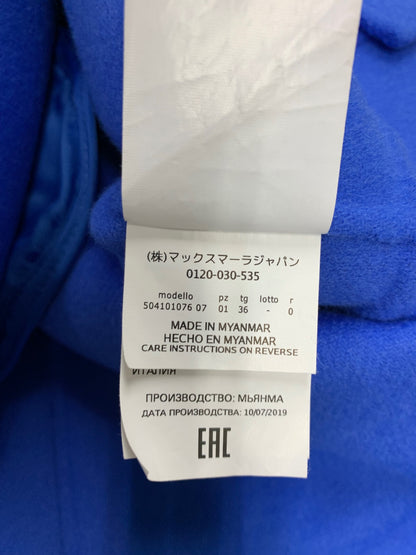 (株)マックスマーラジャパン
0120-030-535
modello pz tg lotto r
504101076 07 01 36 - 0
MADE IN MYANMAR
HECHO EN MYANMAR
CARE INSTRUCTIONS ON REVERSE
ИТАЛИЯ
ПРОИЗВОДСТВО: МЬЯНМА
ДАТА ПРОИЗВОДСТВА: 10/07/2019
EAC